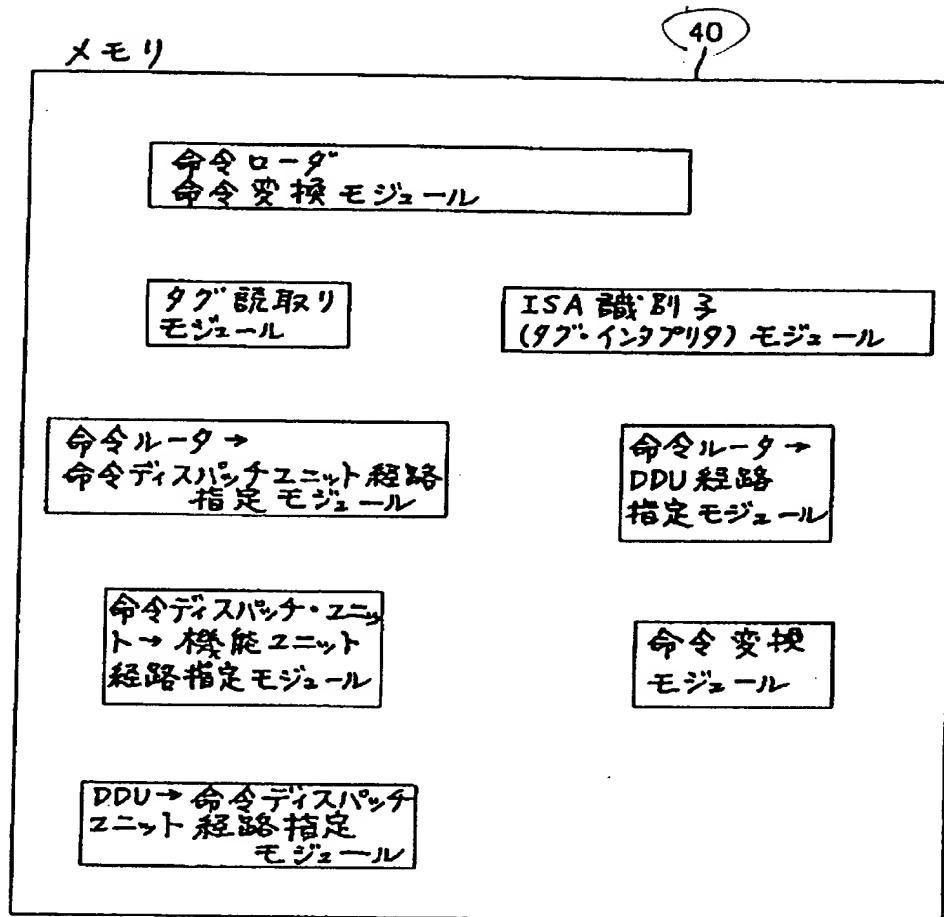 40
メモリ
命令ローダ
命令変換モジュール
タグ読取り
モジュール
ISA識別子
(タグ・インタプリタ) モジュール
命令ルータ→
命令ディスパッチユニット経路
指定モジュール
命令ルータ→
DDU経路
指定モジュール
命令ディスパッチ・ユニッ
ト→機能ユニット
経路指定モジュール
命令変換
モジュール
DDU→命令ディスパッチ
ユニット経路指定
モジュール